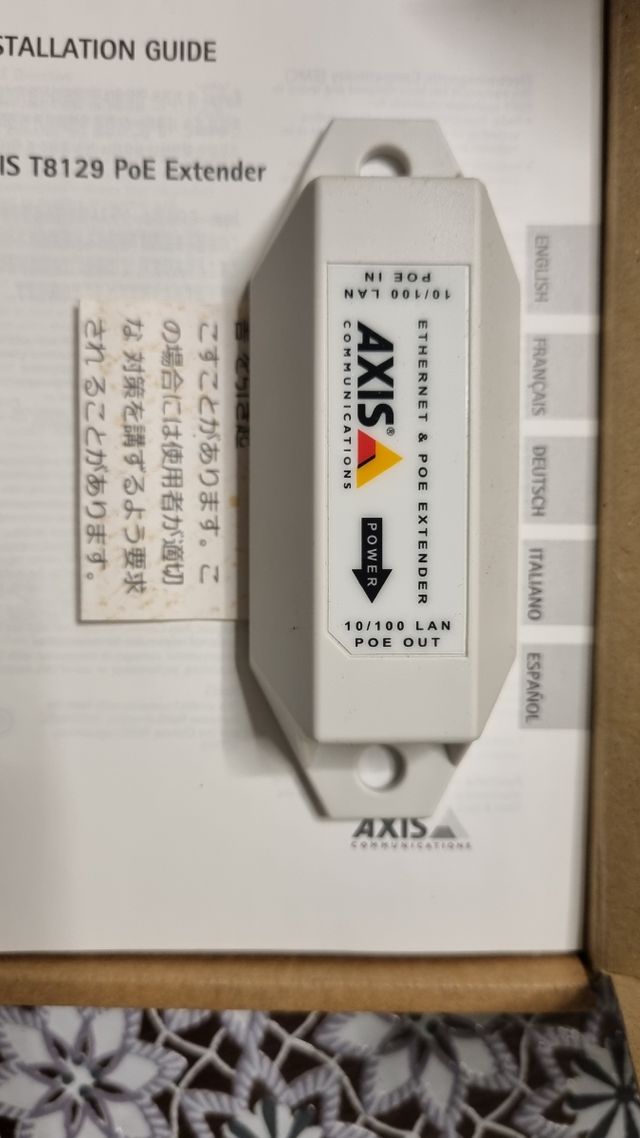 STALLATION GUIDE
IS T8129 PoE Extender
ENGLISH
FRANÇAIS
DEUTSCH
ITALIANO
ESPAÑOL
10/100 LAN
POE IN
ETHERNET & POE EXTENDER
AXIS®
COMMUNICATIONS
POWER
10/100 LAN
POE OUT
こすことがあります。こ
の場合には使用者が適切
な 対策を講ずるよう要求
され ることがあります。
AXIS
COMMUNICATIONS